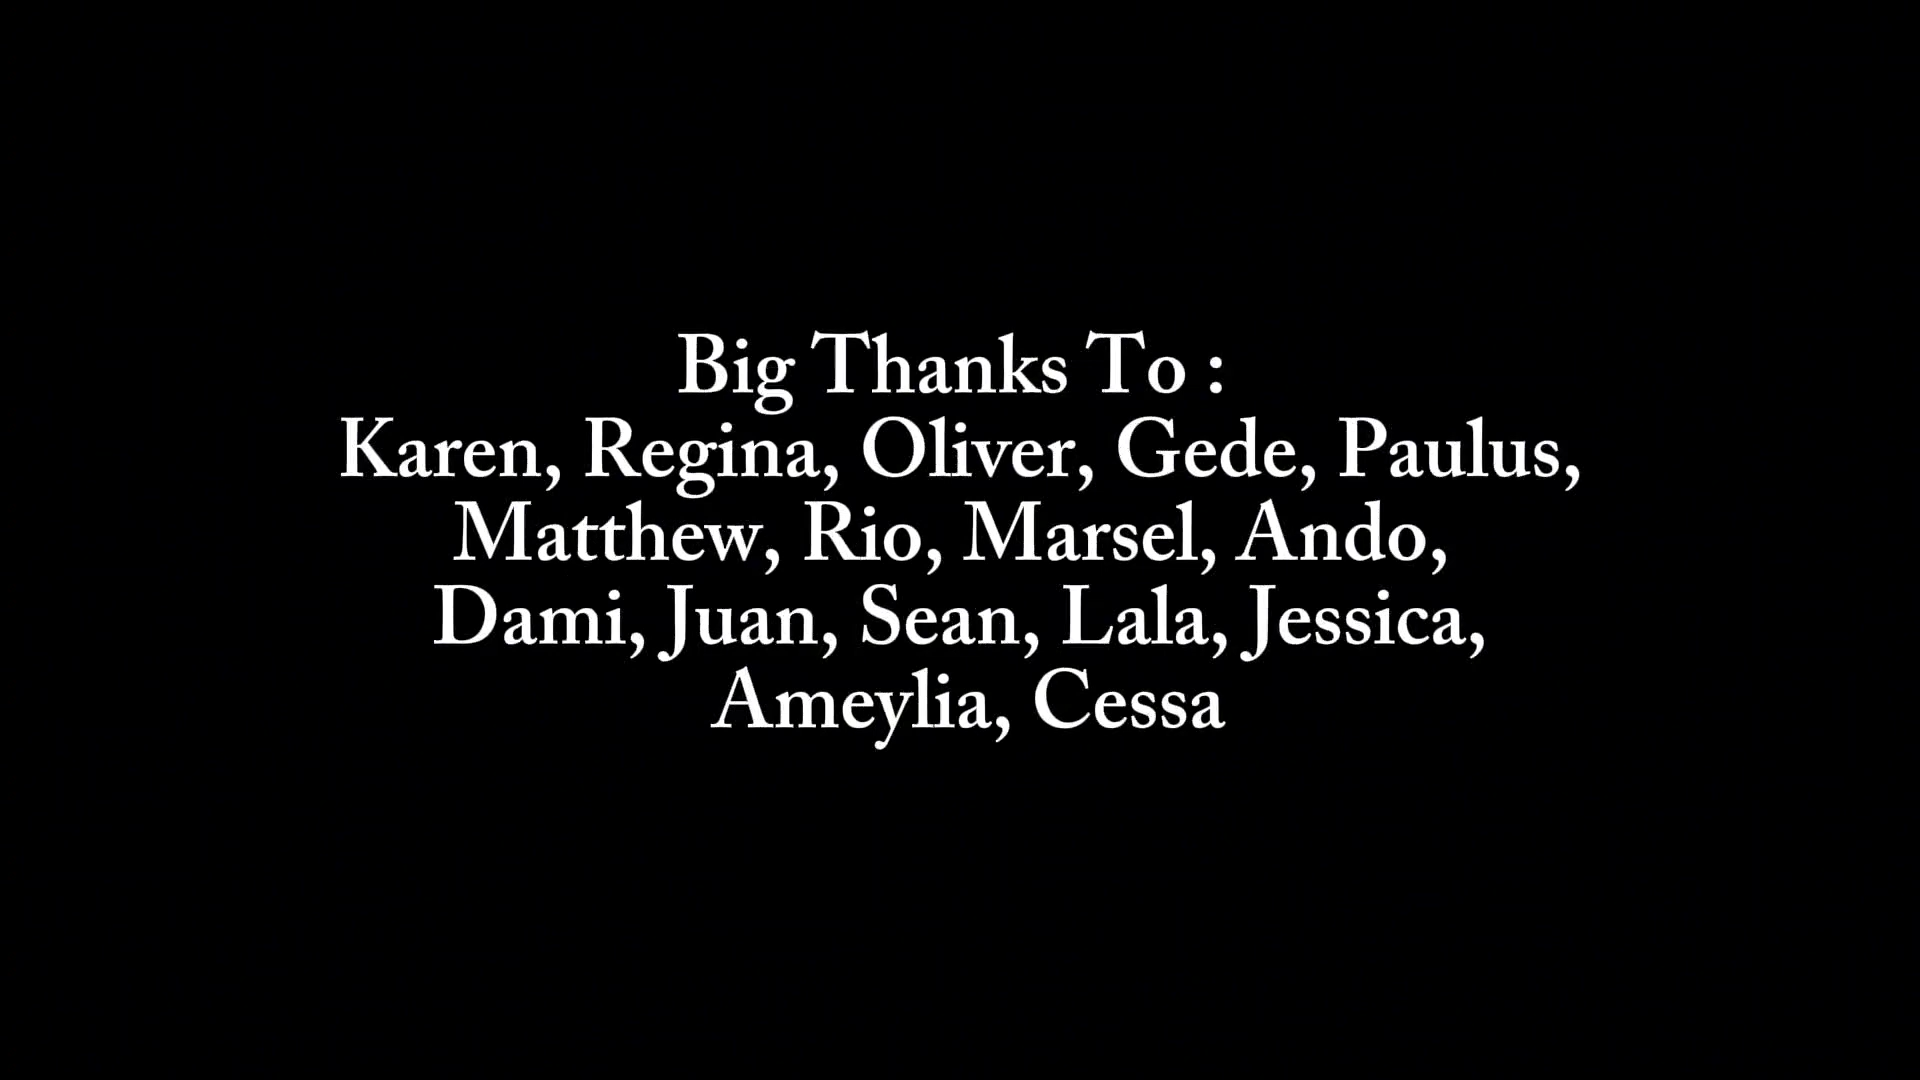 Big Thanks To :
Karen, Regina, Oliver, Gede, Paulus,
Matthew, Rio, Marsel, Ando,
Dami, Juan, Sean, Lala, Jessica,
Ameylia, Cessa